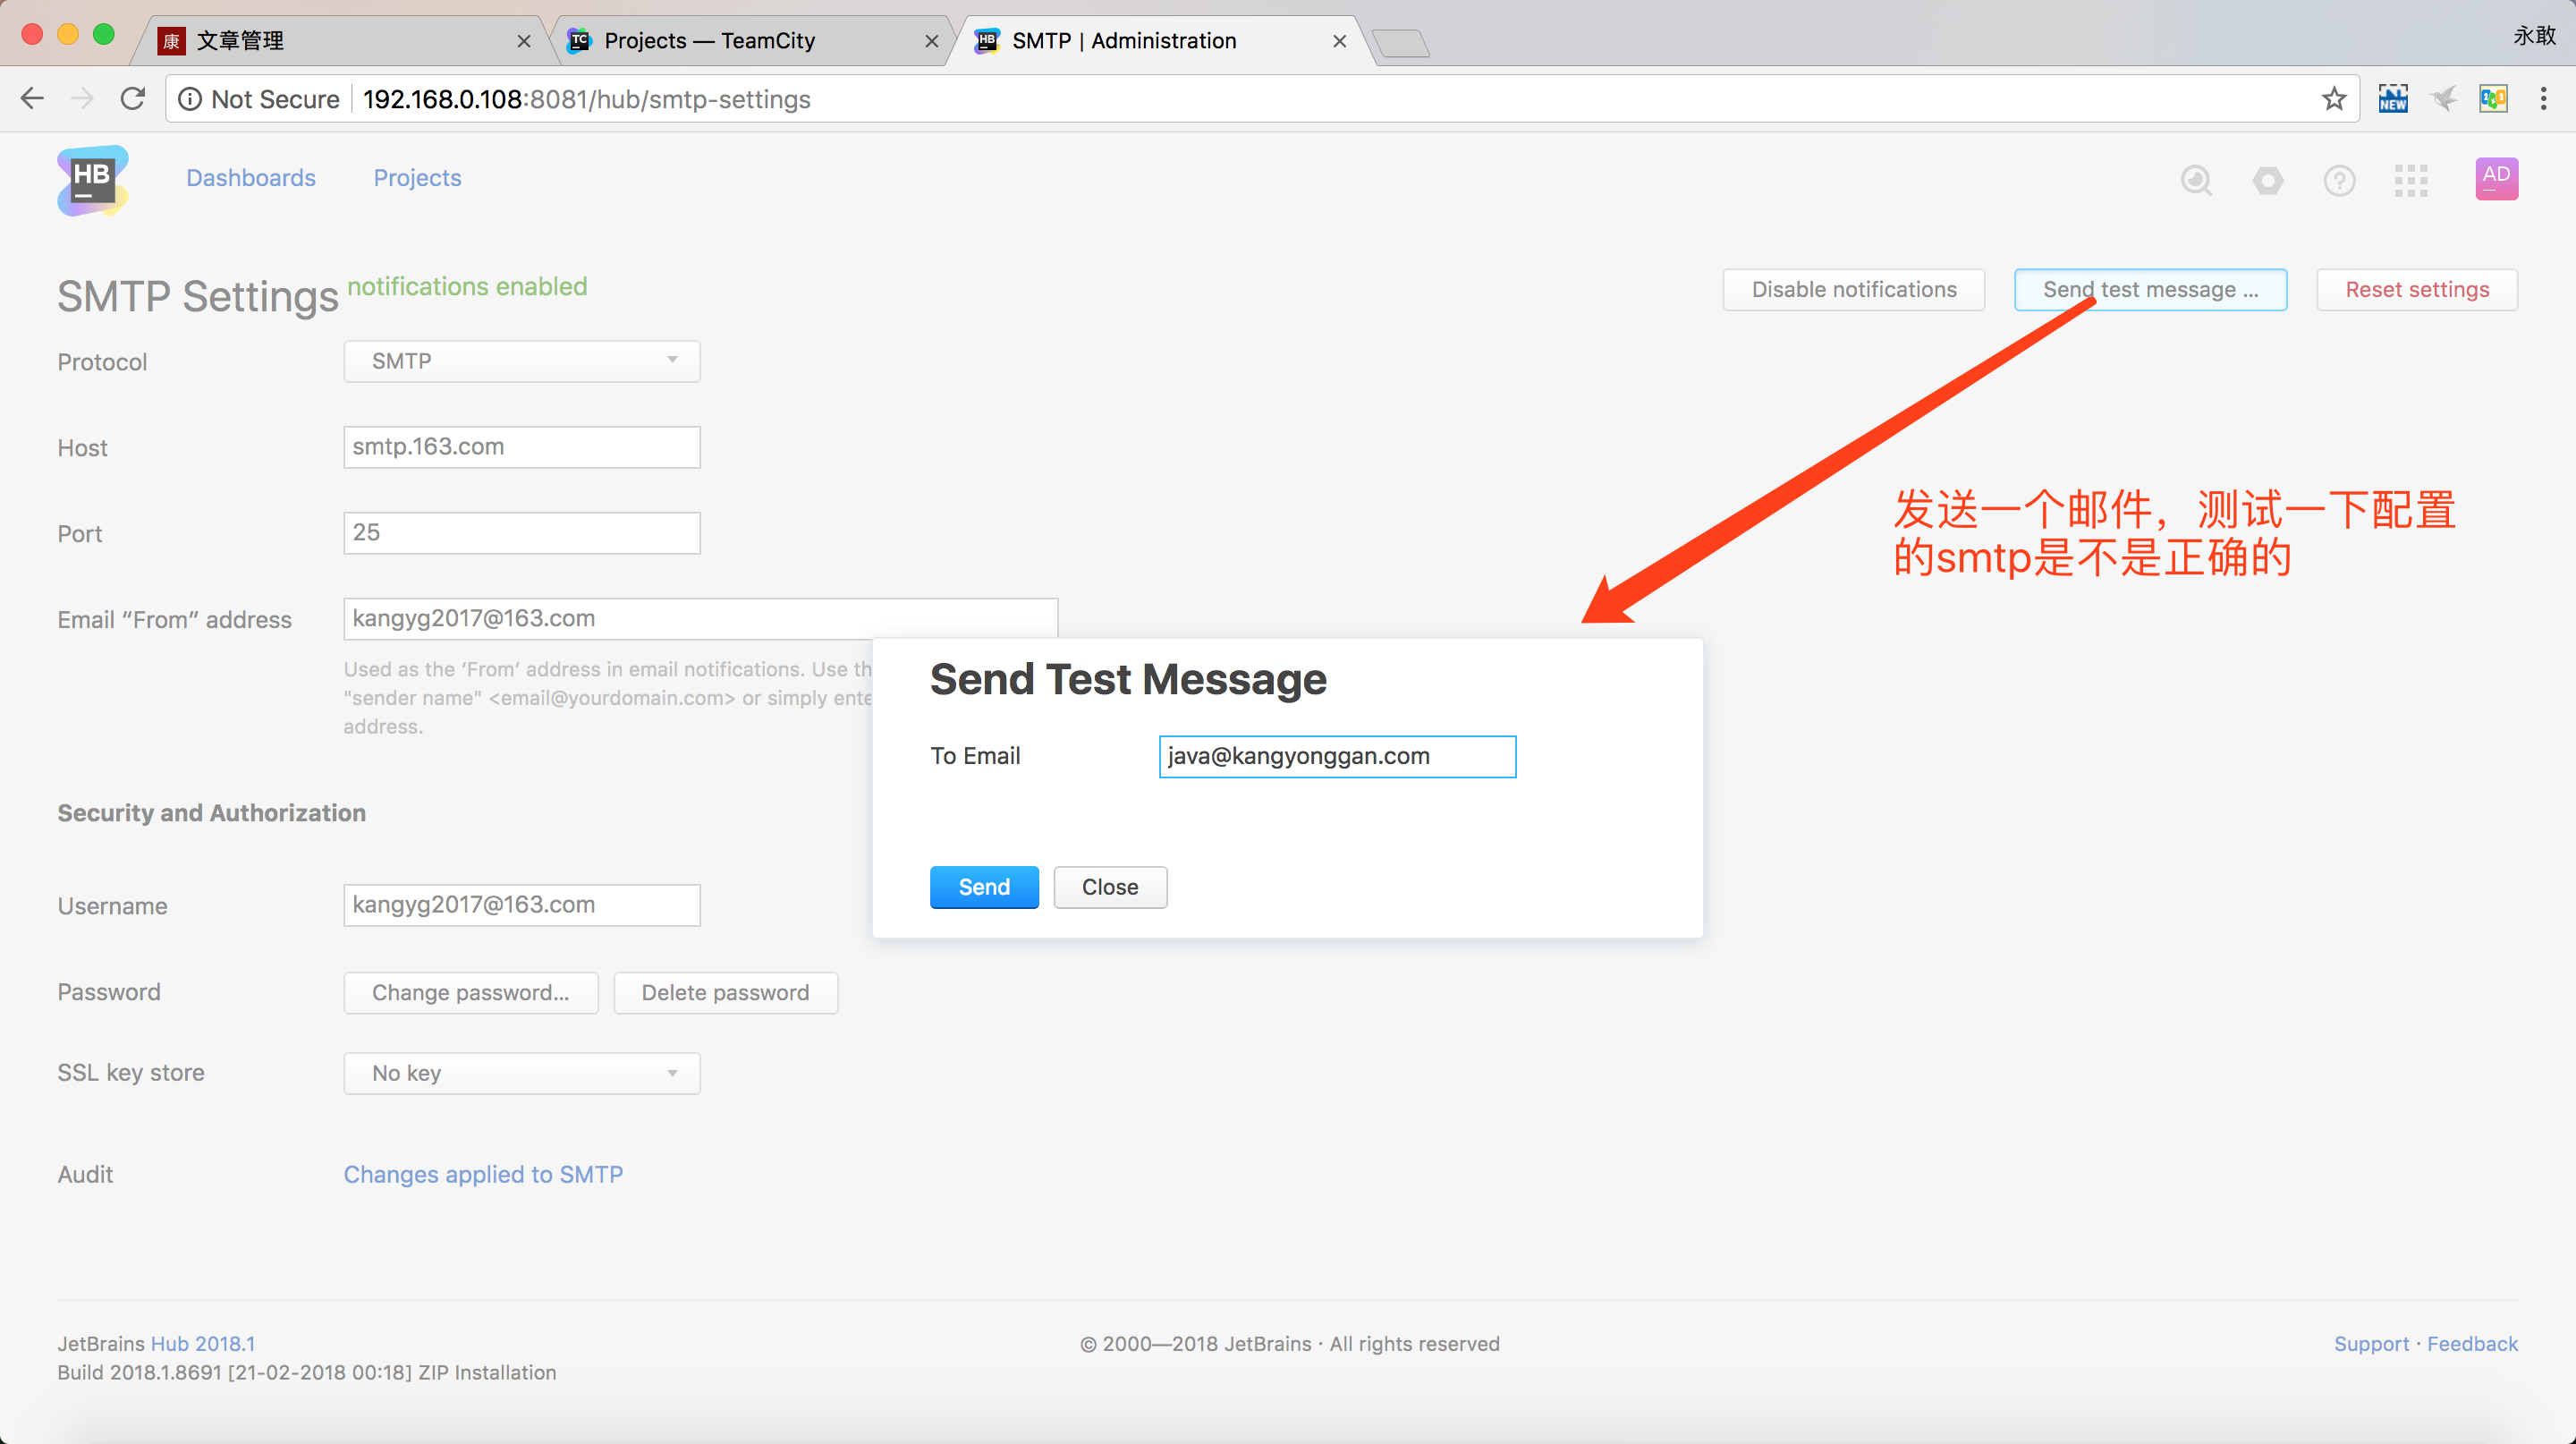 康 文章管理
TC Projects — TeamCity
HB SMTP | Administration
永敢
Not Secure 192.168.0.108:8081/hub/smtp-settings
NEW
HB
Dashboards
Projects
AD
SMTP Settings notifications enabled
Disable notifications
Send test message ...
Reset settings
Protocol
SMTP
Host
smtp.163.com
Port
25
Email “From” address
kangyg2017@163.com
Used as the ‘From’ address in email notifications. Use
"sender name" <email@yourdomain.com> or simply
address.
发送一个邮件，测试一下配置
的smtp是不是正确的
Send Test Message
To Email
java@kangyonggan.com
Send
Close
Security and Authorization
Username
kangyg2017@163.com
Password
Change password...
Delete password
SSL key store
No key
Audit
Changes applied to SMTP
JetBrains Hub 2018.1
Build 2018.1.8691 [21-02-2018 00:18] ZIP Installation
© 2000—2018 JetBrains · All rights reserved
Support · Feedback